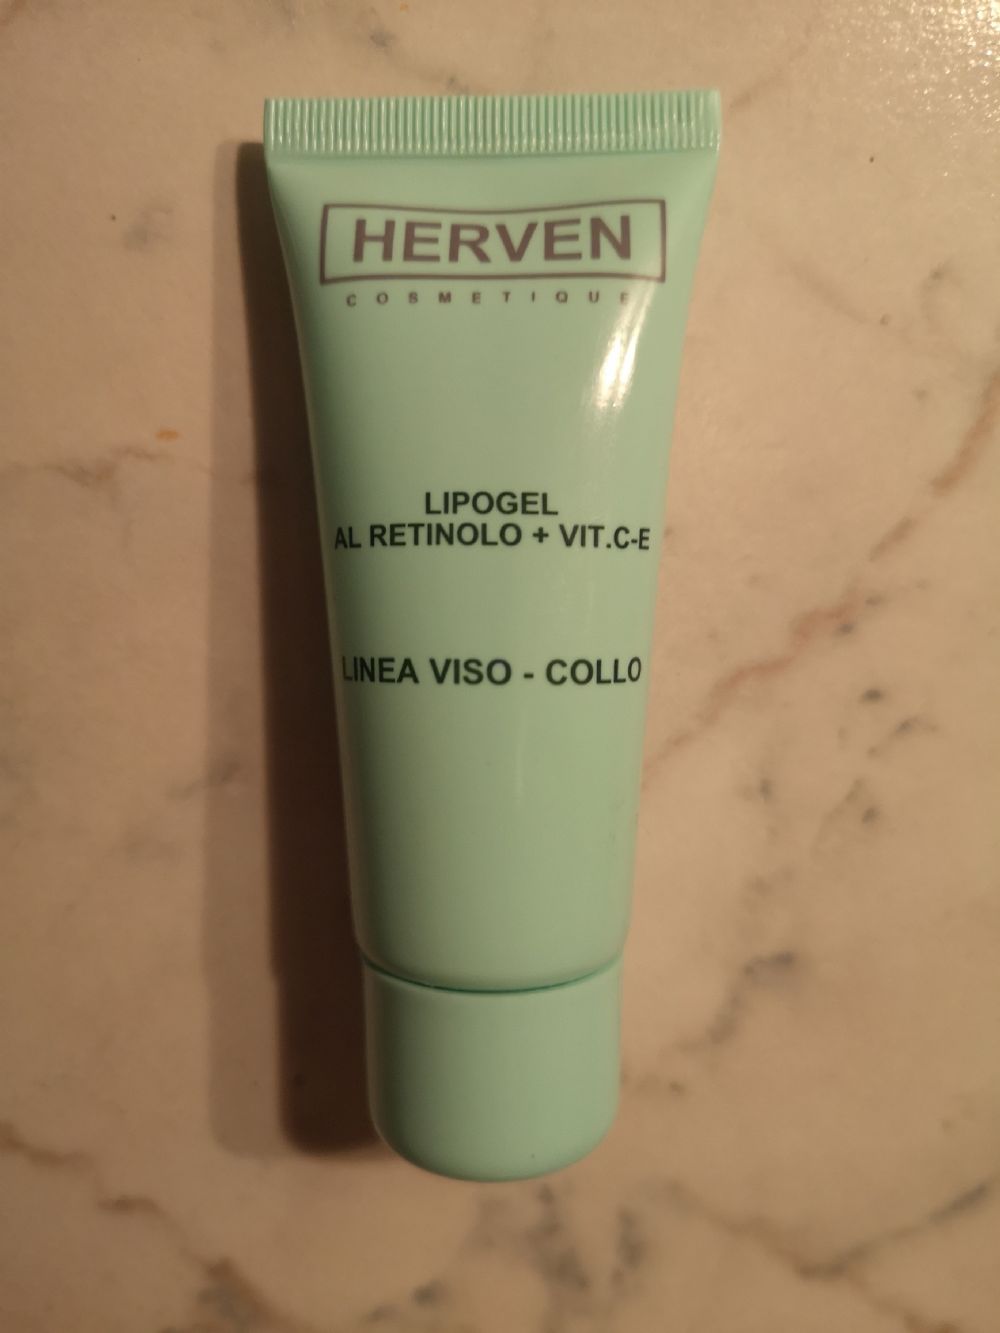 HERVEN
COSMETIQUE
LIPOGEL
AL RETINOLO + VIT.C-E
LINEA VISO - COLLO